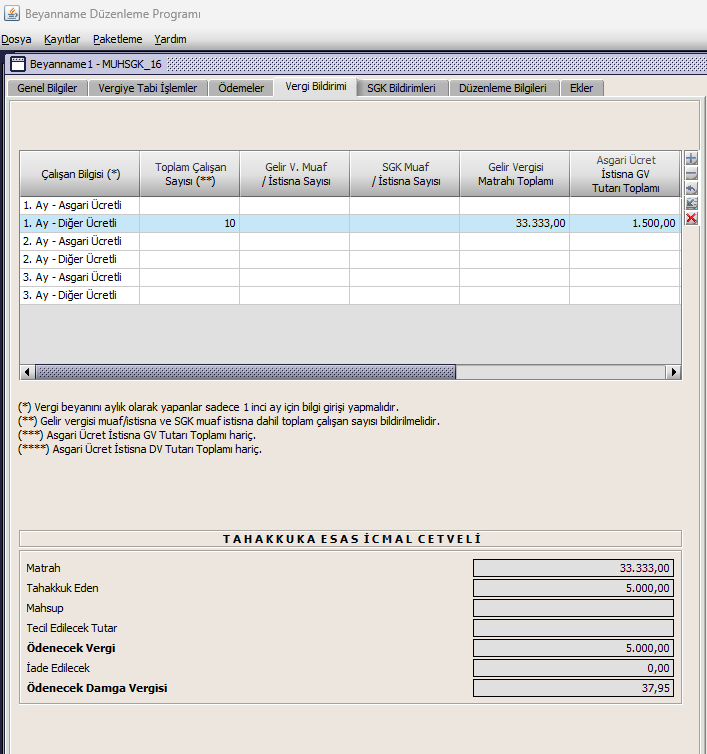 Beyanname Düzenleme Programı
Dosya Kayıtlar Paketleme Yardım
Beyanname1 - MUHSGK_16
Genel Bilgiler Vergiye Tabi İşlemler Ödemeler Vergi Bildirimi SGK Bildirimleri Düzenleme Bilgileri Ekler
Çalışan Bilgisi (*) Toplam Çalışan Sayısı (**) Gelir V. Muaf / İstisna Sayısı SGK Muaf / İstisna Sayısı Gelir Vergisi Matrahı Toplamı Asgari Ücret İstisna GV Tutarı Toplamı
1. Ay - Asgari Ücretli
1. Ay - Diğer Ücretli 10 33.333,00 1.500,00
2. Ay - Asgari Ücretli
2. Ay - Diğer Ücretli
3. Ay - Asgari Ücretli
3. Ay - Diğer Ücretli
(*) Vergi beyanını aylık olarak yapanlar sadece 1 inci ay için bilgi girişi yapmalıdır.
(**) Gelir vergisi muaf/istisna ve SGK muaf istisna dahil toplam çalışan sayısı bildirilmelidir.
(***) Asgari Ücret İstisna GV Tutarı Toplamı hariç.
(****) Asgari Ücret İstisna DV Tutarı Toplamı hariç.
TAHAKKUKA ESAS İCMAL CETVELİ
Matrah 33.333,00
Tahakkuk Eden 5.000,00
Mahsup
Tecil Edilecek Tutar
Ödenecek Vergi 5.000,00
İade Edilecek 0,00
Ödenecek Damga Vergisi 37,95